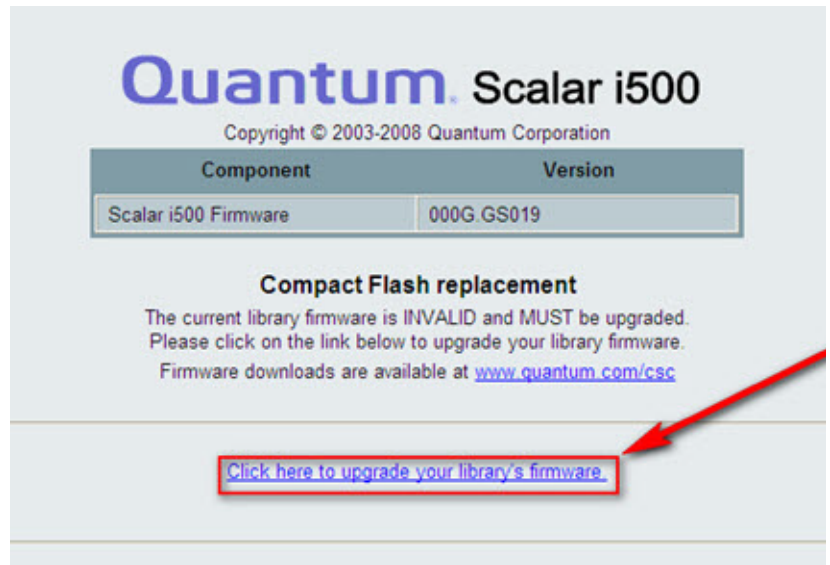 Quantum. Scalar i500
Copyright © 2003-2008 Quantum Corporation
Component Version
Scalar i500 Firmware 000G.GS019
Compact Flash replacement
The current library firmware is INVALID and MUST be upgraded.
Please click on the link below to upgrade your library firmware.
Firmware downloads are available at www.quantum.com/csc
Click here to upgrade your library's firmware.